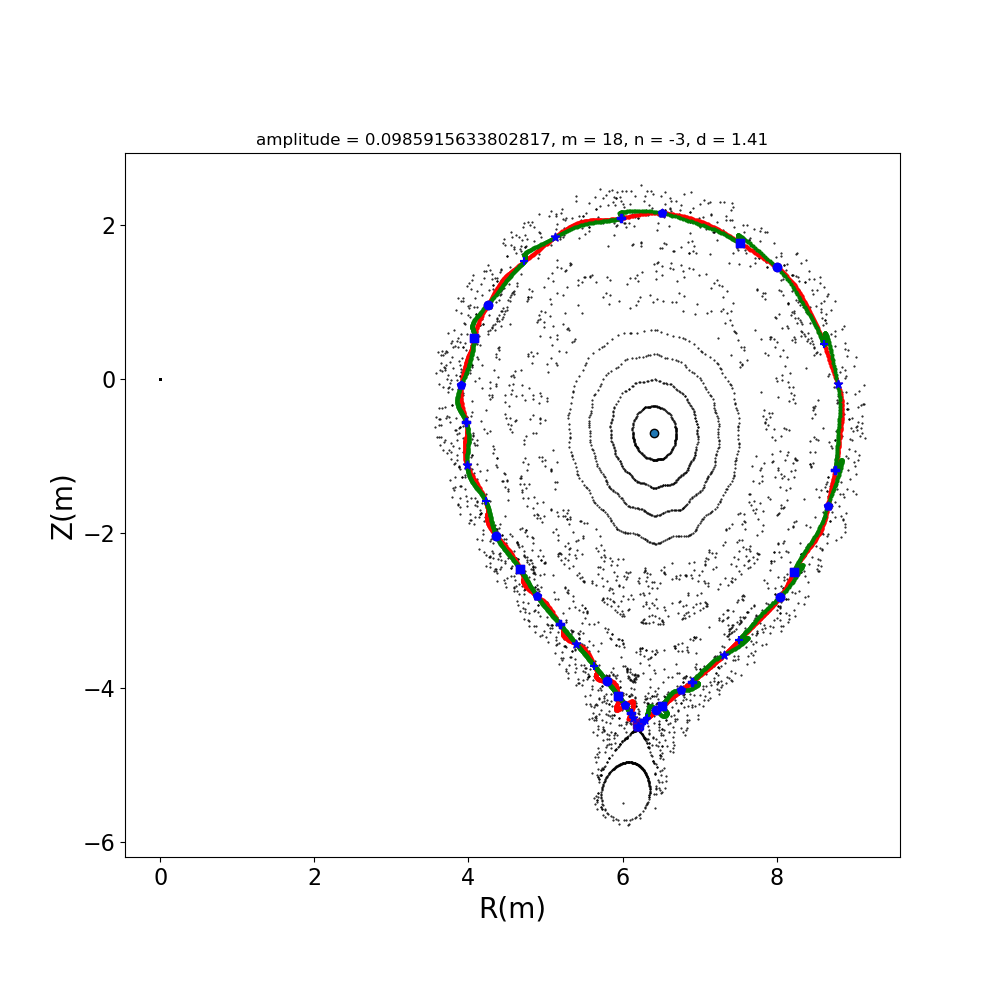 amplitude = 0.0985915633802817, m = 18, n = -3, d = 1.41
2
0
−2
−4
−6
Z(m)
0 2 4 6 8
R(m)